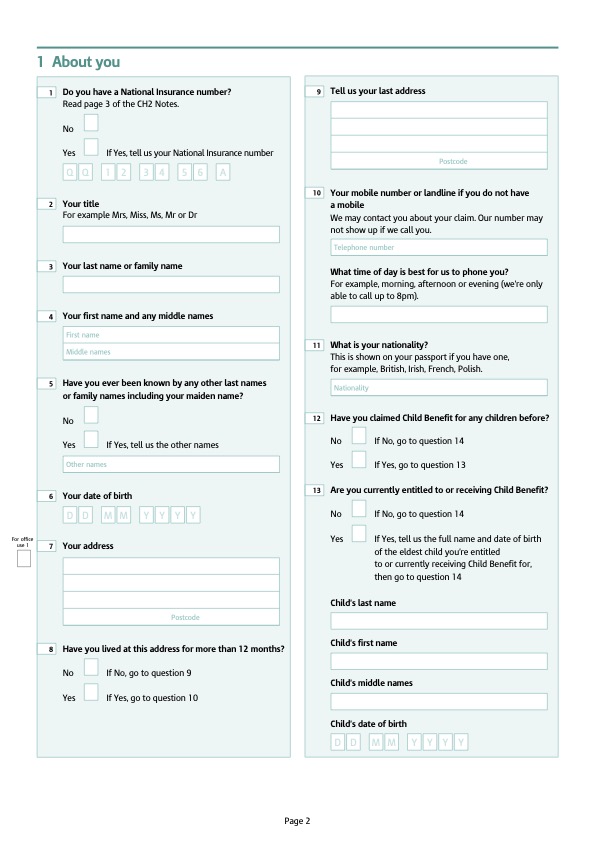 1 About you
1 Do you have a National Insurance number?
Read page 3 of the CH2 Notes.
No
Yes If Yes, tell us your National Insurance number
Q Q 1 2 3 4 5 6 A
2 Your title
For example Mrs, Miss, Ms, Mr or Dr
3 Your last name or family name
4 Your first name and any middle names
First name
Middle names
5 Have you ever been known by any other last names
or family names including your maiden name?
No
Yes If Yes, tell us the other names
Other names
6 Your date of birth
D D M M Y Y Y Y
For office
use 1
7 Your address
Postcode
8 Have you lived at this address for more than 12 months?
No If No, go to question 9
Yes If Yes, go to question 10
9 Tell us your last address
Postcode
10 Your mobile number or landline if you do not have
a mobile
We may contact you about your claim. Our number may
not show up if we call you.
Telephone number
What time of day is best for us to phone you?
For example, morning, afternoon or evening (we're only
able to call up to 8pm).
11 What is your nationality?
This is shown on your passport if you have one,
for example, British, Irish, French, Polish.
Nationality
12 Have you claimed Child Benefit for any children before?
No If No, go to question 14
Yes If Yes, go to question 13
13 Are you currently entitled to or receiving Child Benefit?
No If No, go to question 14
Yes If Yes, tell us the full name and date of birth
of the eldest child you're entitled
to or currently receiving Child Benefit for,
then go to question 14
Child's last name
Child's first name
Child's middle names
Child's date of birth
D D M M Y Y Y Y
Page 2